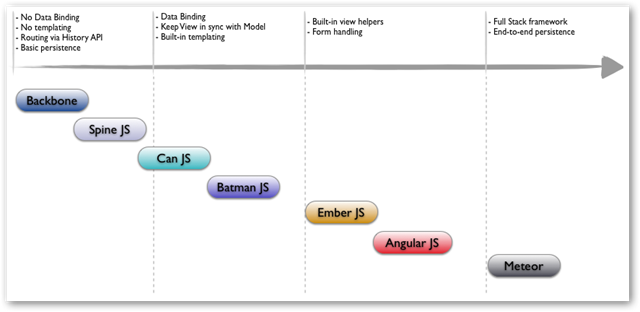 - No Data Binding
- No templating
- Routing via History API
- Basic persistence
- Data Binding
- Keep View in sync with Model
- Built-in templating
- Built-in view helpers
- Form handling
- Full Stack framework
- End-to-end persistence
Backbone
Spine JS
Can JS
Batman JS
Ember JS
Angular JS
Meteor